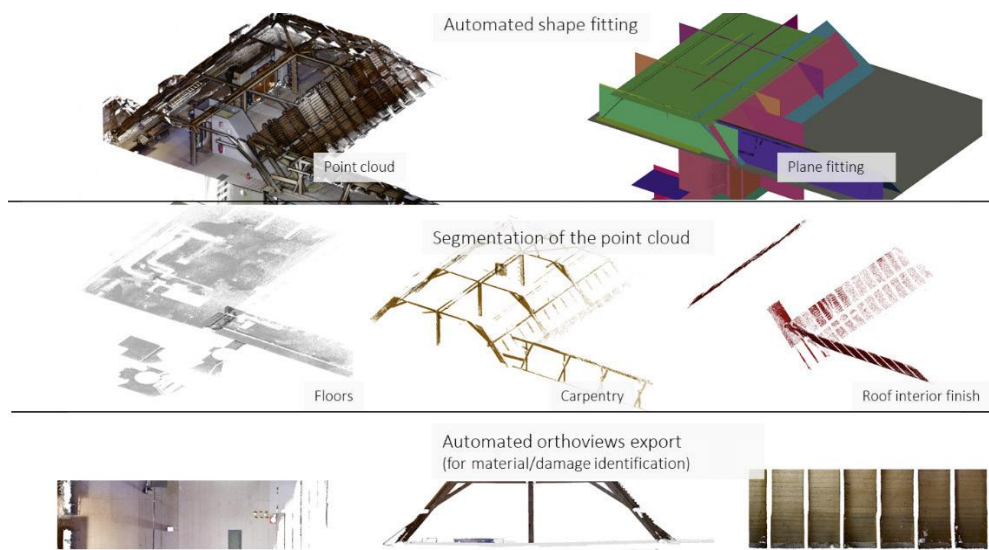 Automated shape fitting
Point cloud
Plane fitting
Segmentation of the point cloud
Floors
Carpentry
Roof interior finish
Automated orthoviews export
(for material/damage identification)